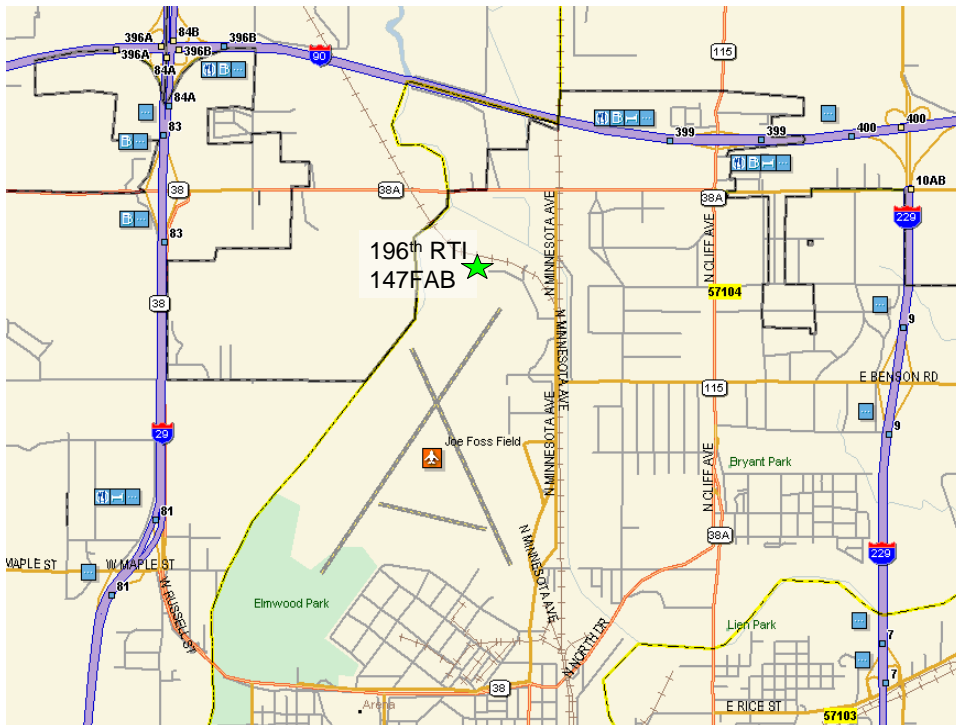 396A
84B
396B
396A
396B
84A
84A
83
90
115
399
399
400
400
38
38A
38A
10AB
229
83
196th RTI
147FAB
N MINNESOTA AVE
N CLIFF AVE
57104
38
9
N MINNESOTA AVE
115
E BENSON RD
29
N MINNESOTA AVE
9
Joe Foss Field
Bryant Park
N CLIFF AVE
81
38A
229
MAPLE ST
W MAPLE ST
81
N MINNESOTA AVE
W RUSSELL ST
Elmwood Park
Lien Park
N NORTH DR
7
7
38
Arena
E RICE ST
57103